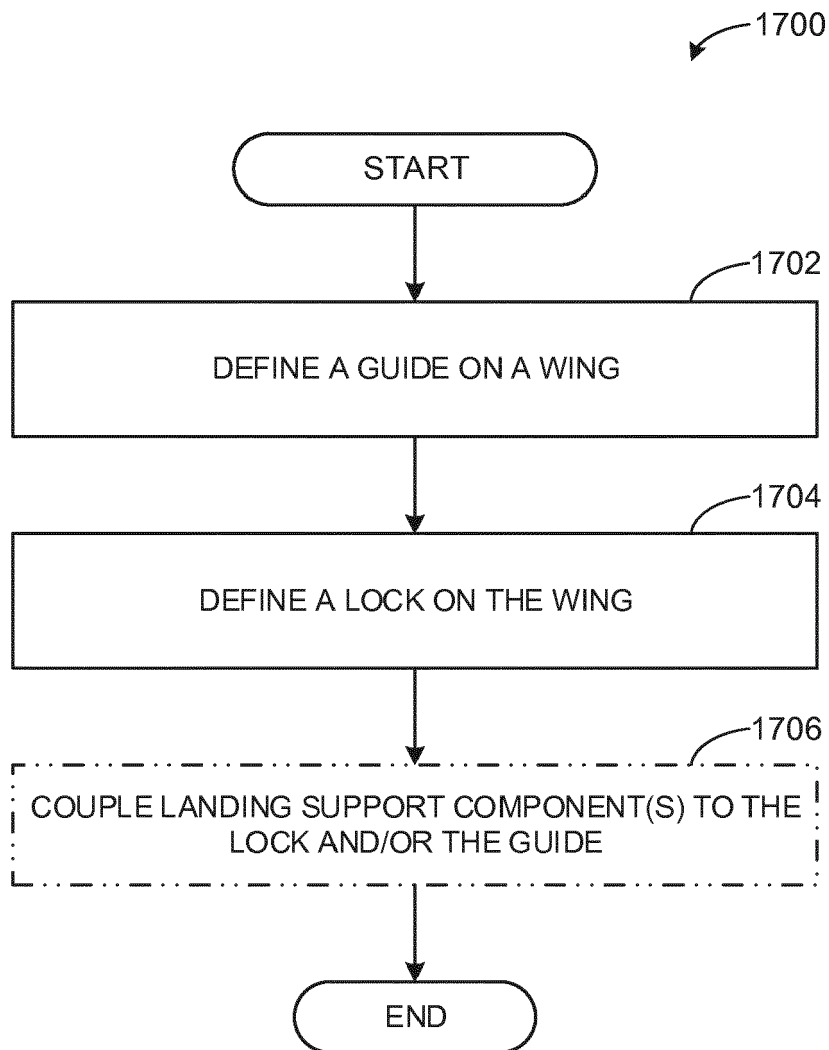 1700
START
1702
DEFINE A GUIDE ON A WING
1704
DEFINE A LOCK ON THE WING
1706
COUPLE LANDING SUPPORT COMPONENT(S) TO THE
LOCK AND/OR THE GUIDE
END